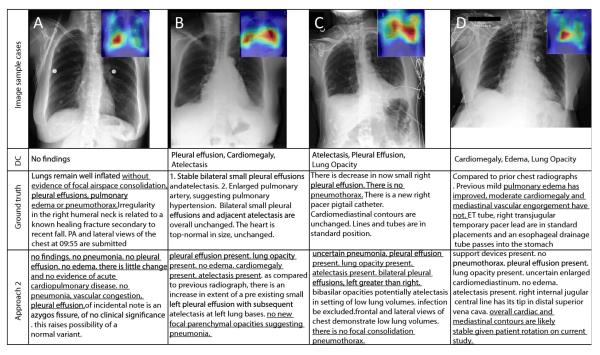 A
B
C
D
Image sample cases
DC
No findings
Pleural effusion, Cardiomegaly,
Atelectasis
Atelectasis, Pleural Effusion,
Lung Opacity
Cardiomegaly, Edema, Lung Opacity
Ground truth
Lungs remain well inflated without
evidence of focal airspace consolidation,
pleural effusions, pulmonary
edema or pneumothorax.Irregularity
in the right humeral neck is related to a
known healing fracture secondary to
recent fall. PA and lateral views of the
chest at 09:55 are submitted
1. Stable bilateral small pleural effusions
andatelectasis. 2. Enlarged pulmonary
artery, suggesting pulmonary
hypertension. Bilateral small pleural
effusions and adjacent atelectasis are
overall unchanged. The heart is
top-normal in size, unchanged.
There is decrease in now small right
pleural effusion. There is no
pneumothorax. There is a new right
pacer pigtail catheter.
Cardiomediastinal contours are
unchanged. Lines and tubes are in
standard position.
Compared to prior chest radiographs
. Previous mild pulmonary edema has
improved, moderate cardiomegaly and
mediastinal vascular engorgement have
not. ET tube, right transjugular
temporary pacer lead are in standard
placements and an esophageal drainage
tube passes into the stomach
Approach 2
no findings. no pneumonia. no pleural
effusion. no edema. there is little change
and no evidence of acute
cardiopulmonary disease. no
pneumonia, vascular congestion,
pleural effusion.of incidental note is an
azygos fissure, of no clinical significance
. this raises possibility of a
normal variant.
pleural effusion present. lung opacity
present. no edema. cardiomegaly
present. atelectasis present. as compared
to previous radiograph, there is an
increase in extent of a pre existing small
left pleural effusion with subsequent
atelectasis at left lung bases. no new
focal parenchymal opacities suggesting
pneumonia.
uncertain pneumonia. pleural effusion
present. lung opacity present.
atelectasis present. bilateral pleural
effusions, left greater than right.
bibasilar opacities potentially atelectasis
in setting of low lung volumes. infection
be excluded.frontal and lateral views of
chest demonstrate low lung volumes.
there is no focal consolidation
pneumothorax.
support devices present. no
pneumothorax. pleural effusion present.
lung opacity present. uncertain enlarged
cardiomediastinum. no edema.
atelectasis present. right internal jugular
central line has its tip in distal superior
vena cava. overall cardiac and
mediastinal contours are likely
stable given patient rotation on current
study.